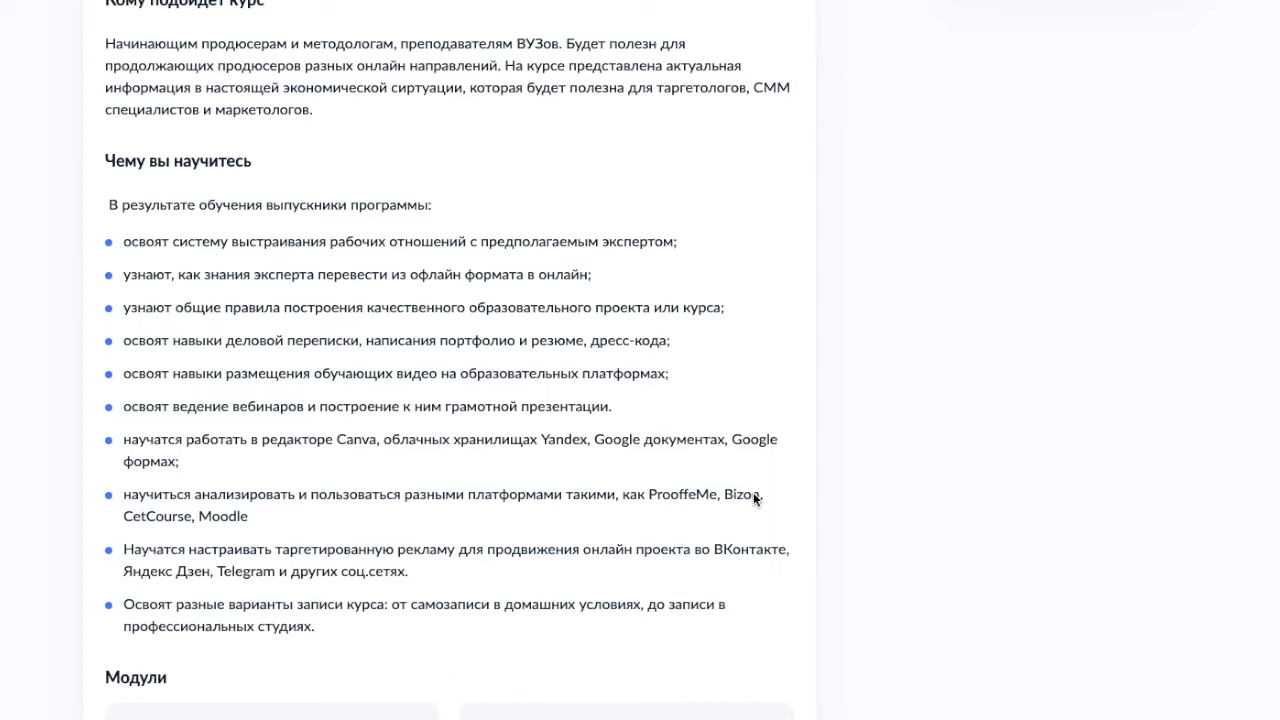 Кому подойдет курс
Начинающим продюсерам и методологам, преподавателям ВУЗов. Будет полезн для
продолжающих продюсеров разных онлайн направлений. На курсе представлена актуальная
информация в настоящей экономической сиртуации, которая будет полезна для таргетологов, СММ
специалистов и маркетологов.
Чему вы научитесь
В результате обучения выпускники программы:
освоят систему выстраивания рабочих отношений с предполагаемым экспертом;
узнают, как знания эксперта перевести из офлайн формата в онлайн;
узнают общие правила построения качественного образовательного проекта или курса;
освоят навыки деловой переписки, написания портфолио и резюме, дресс-кода;
освоят навыки размещения обучающих видео на образовательных платформах;
освоят ведение вебинаров и построение к ним грамотной презентации.
научатся работать в редакторе Canva, облачных хранилищах Yandex, Google документах, Google
формах;
научиться анализировать и пользоваться разными платформами такими, как ProoffeMe, Bizon,
CetCourse, Moodle
Научатся настраивать таргетированную рекламу для продвижения онлайн проекта во ВКонтакте,
Яндекс Дзен, Telegram и других соц.сетях.
Освоят разные варианты записи курса: от самозаписи в домашних условиях, до записи в
профессиональных студиях.
Модули